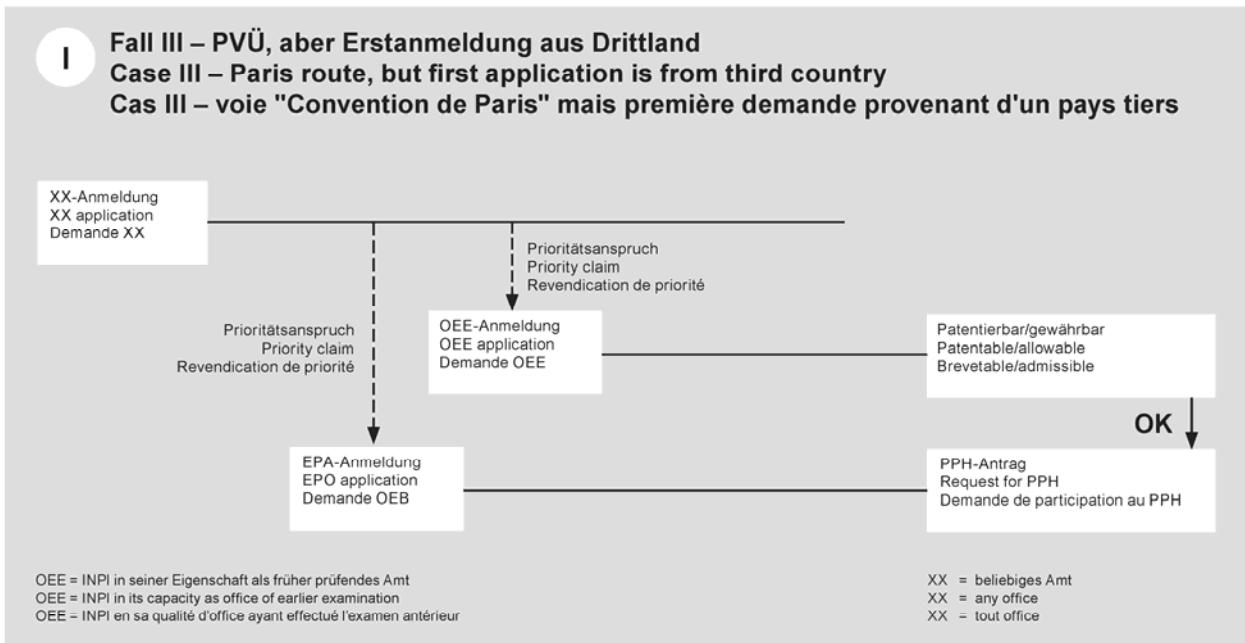 I
Fall III – PVÜ, aber Erstanmeldung aus Drittland
Case III – Paris route, but first application is from third country
Cas III – voie "Convention de Paris" mais première demande provenant d'un pays tiers
XX-Anmeldung
XX application
Demande XX
Prioritätsanspruch
Priority claim
Revendication de priorité
Prioritätsanspruch
Priority claim
Revendication de priorité
OEE-Anmeldung
OEE application
Demande OEE
Patentierbar/gewährbar
Patentable/allowable
Brevetable/admissible
OK
EPA-Anmeldung
EPO application
Demande OEB
PPH-Antrag
Request for PPH
Demande de participation au PPH
OEE = INPI in seiner Eigenschaft als früher prüfendes Amt
OEE = INPI in its capacity as office of earlier examination
OEE = INPI en sa qualité d'office ayant effectué l'examen antérieur
XX = beliebiges Amt
XX = any office
XX = tout office